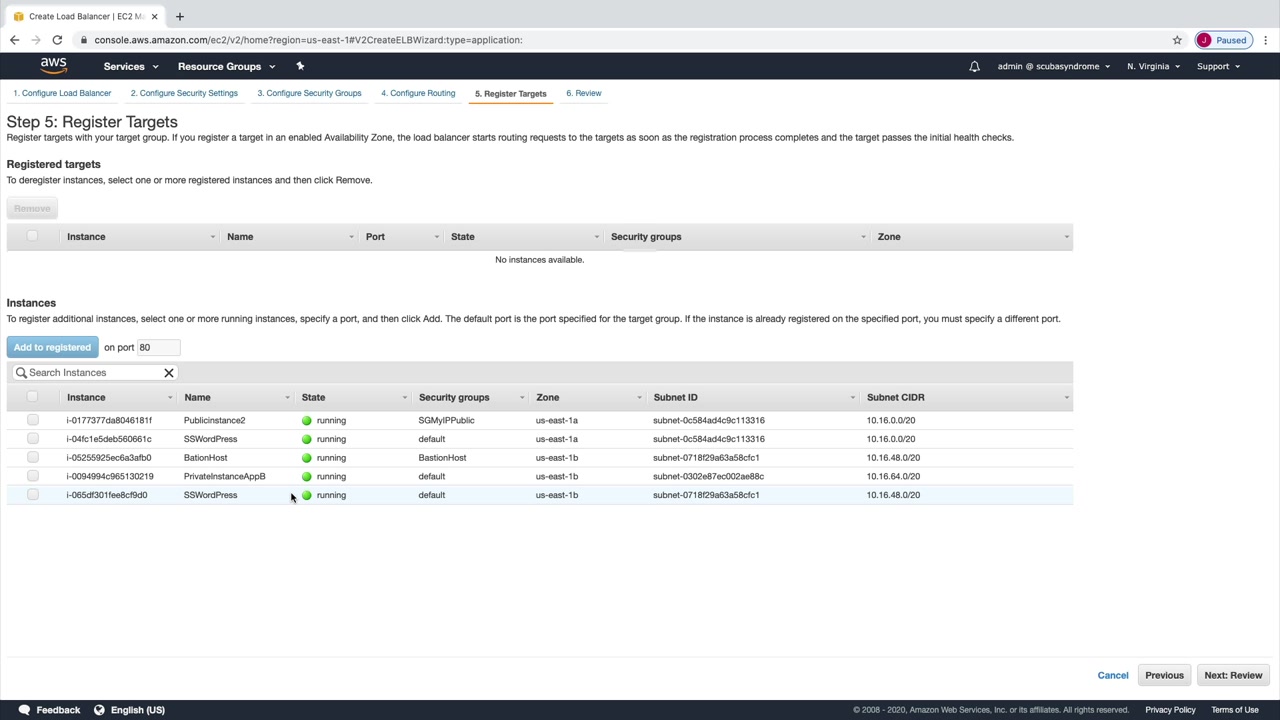 Create Load Balancer | EC2 M
console.aws.amazon.com/ec2/v2/home?region=us-east-1#V2CreateELBWizard:type=application:
J Paused
aws Services Resource Groups admin @ scubasyndrome N. Virginia Support
1. Configure Load Balancer 2. Configure Security Settings 3. Configure Security Groups 4. Configure Routing 5. Register Targets 6. Review
Step 5: Register Targets
Register targets with your target group. If you register a target in an enabled Availability Zone, the load balancer starts routing requests to the targets as soon as the registration process completes and the target passes the initial health checks.
Registered targets
To deregister instances, select one or more registered instances and then click Remove.
Remove
Instance Name Port State Security groups Zone
No instances available.
Instances
To register additional instances, select one or more running instances, specify a port, and then click Add. The default port is the port specified for the target group. If the instance is already registered on the specified port, you must specify a different port.
Add to registered on port 80
Search Instances
Instance Name State Security groups Zone Subnet ID Subnet CIDR
i-0177377da8046181f Publicinstance2 running SGMyIPPublic us-east-1a subnet-0c584ad4c9c113316 10.16.0.0/20
i-04fc1e5deb560661c SSWordPress running default us-east-1a subnet-0c584ad4c9c113316 10.16.0.0/20
i-05255925ec6a3afb0 BationHost running BastionHost us-east-1b subnet-0718f29a63a58cfc1 10.16.48.0/20
i-0094994c965130219 PrivateInstanceAppB running default us-east-1b subnet-0302e87ec002ae88c 10.16.64.0/20
i-065df301fee8cf9d0 SSWordPress running default us-east-1b subnet-0718f29a63a58cfc1 10.16.48.0/20
Cancel Previous Next: Review
Feedback English (US) © 2008 - 2020, Amazon Web Services, Inc. or its affiliates. All rights reserved. Privacy Policy Terms of Use